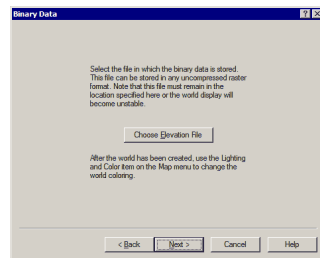 Binary Data
? X
Select the file in which the binary data is stored.
This file can be stored in any uncompressed raster
format. Note that this file must remain in the
location specified here or the world display will
become unstable.
Choose Elevation File
After the world has been created, use the Lighting
and Color item on the Map menu to change the
world coloring.
< Back
Next >
Cancel
Help